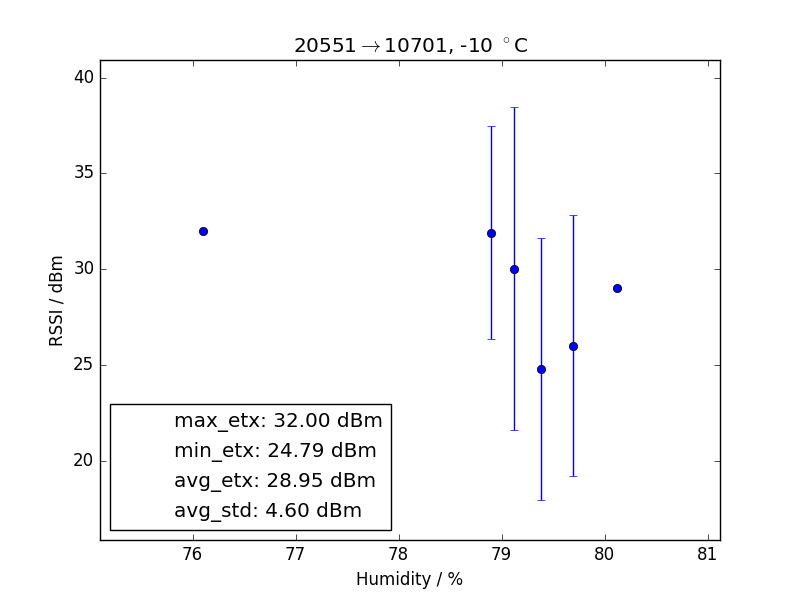 20551→10701, -10 °C
RSSI / dBm
40
35
30
25
20
max_etx: 32.00 dBm
min_etx: 24.79 dBm
avg_etx: 28.95 dBm
avg_std: 4.60 dBm
76 77 78 79 80 81
Humidity / %